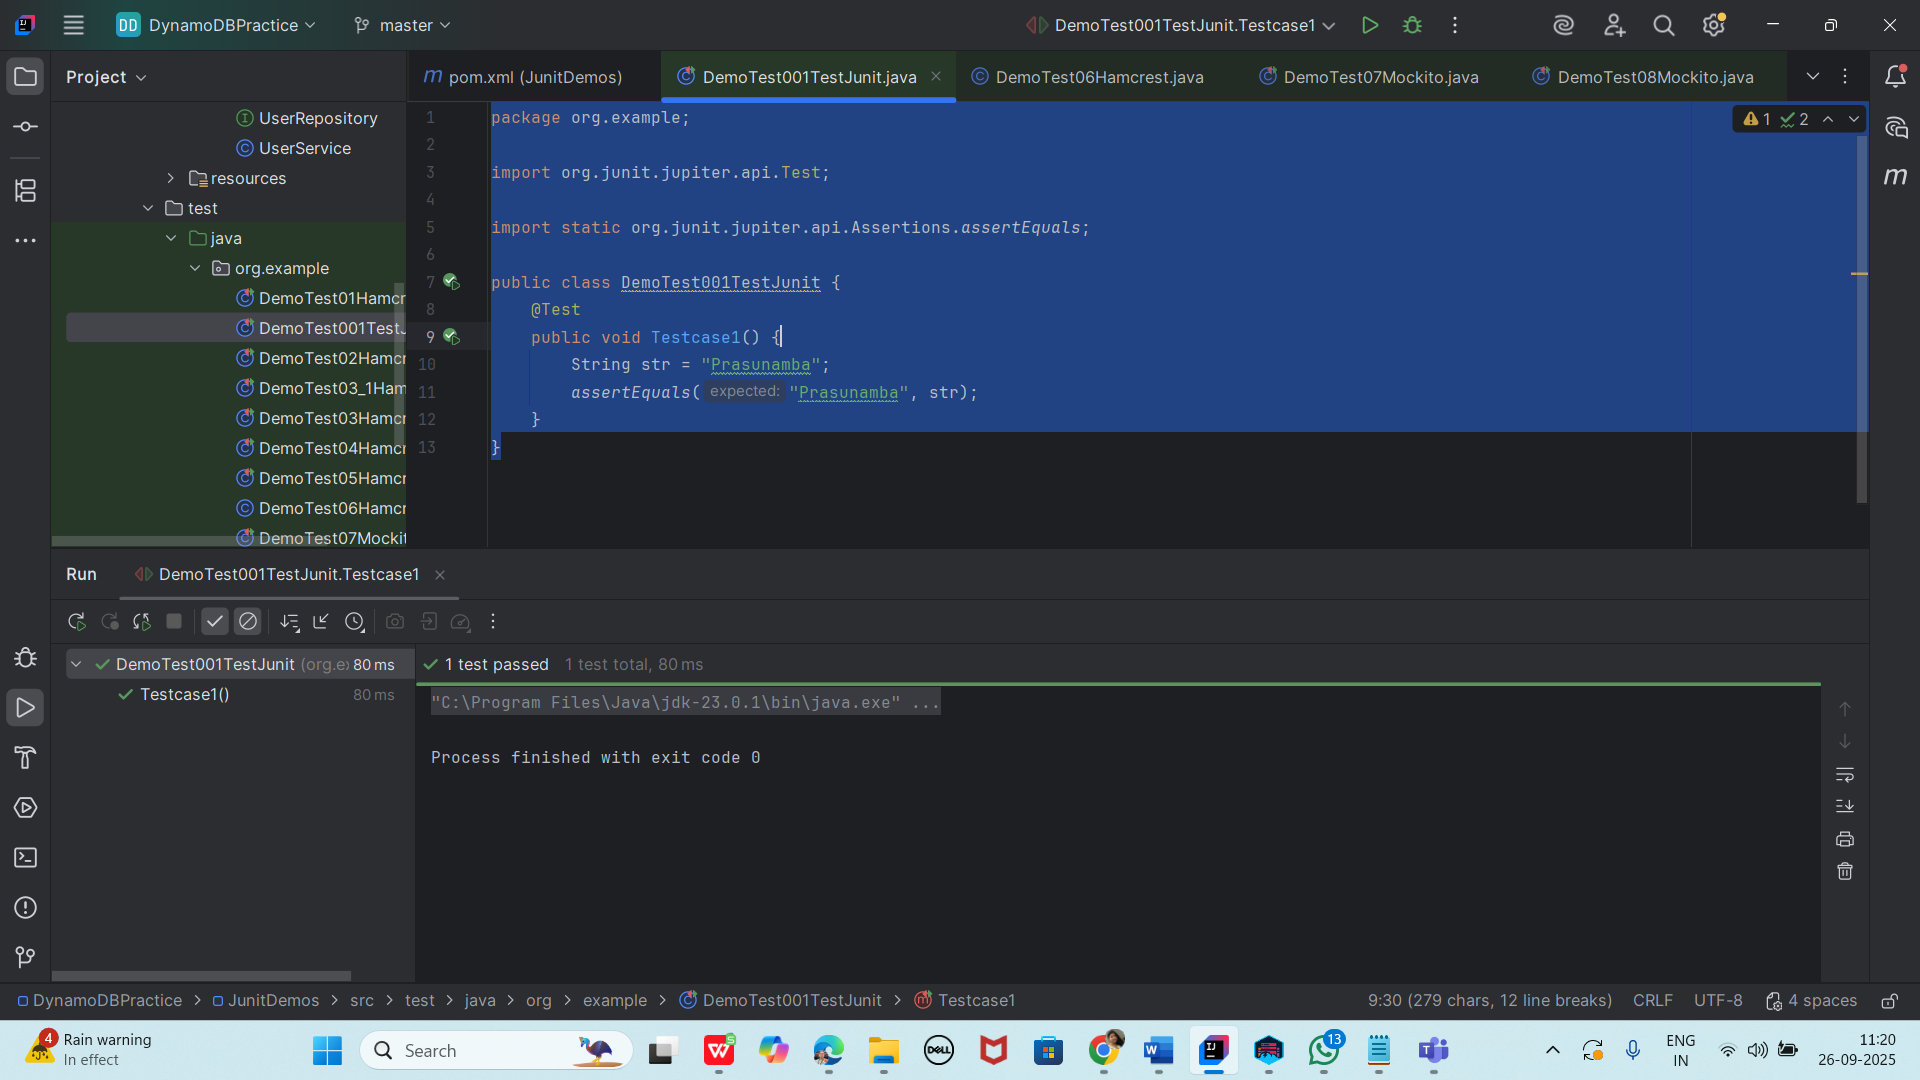 DD DynamoDBPractice master DemoTest001TestJunit.Testcase1
Project
pom.xml (JunitDemos) DemoTest001TestJunit.java DemoTest06Hamcrest.java DemoTest07Mockito.java DemoTest08Mockito.java
UserRepository
UserService
resources
test
java
org.example
DemoTest01Hamcr
DemoTest001TestJ
DemoTest02Hamcr
DemoTest03_1Ham
DemoTest03Hamcr
DemoTest04Hamcr
DemoTest05Hamcr
DemoTest06Hamcr
DemoTest07Mockit
1 package org.example;
2
3 import org.junit.jupiter.api.Test;
4
5 import static org.junit.jupiter.api.Assertions.assertEquals;
6
7 public class DemoTest001TestJunit {
8 @Test
9 public void Testcase1() {
10 String str = "Prasunamba";
11 assertEquals( expected: "Prasunamba", str);
12 }
13 }
1 2
Run DemoTest001TestJunit.Testcase1
DemoTest001TestJunit (org.ex 80 ms
Testcase1() 80 ms
1 test passed 1 test total, 80 ms
"C:\Program Files\Java\jdk-23.0.1\bin\java.exe" ...
Process finished with exit code 0
DynamoDBPractice > JunitDemos > src > test > java > org > example > DemoTest001TestJunit > Testcase1
9:30 (279 chars, 12 line breaks) CRLF UTF-8 4 spaces
4 Rain warning
In effect
Search
DELL
13
ENG
IN
11:20
26-09-2025